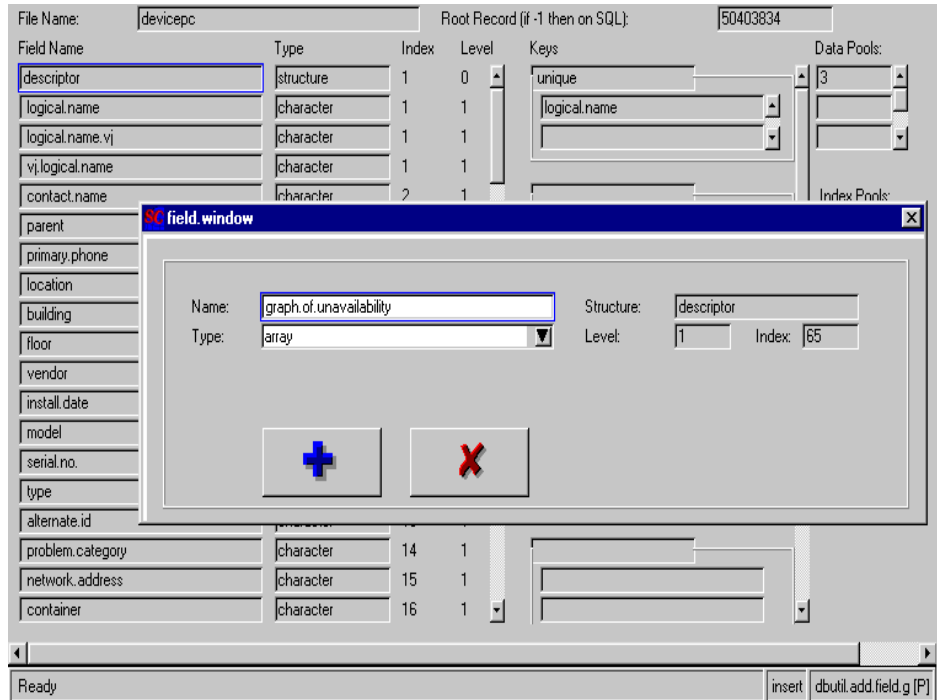 File Name: devicepc Root Record (if -1 then on SQL): 50403834
Field Name Type Index Level Keys Data Pools:
descriptor structure 1 0 unique 3
logical.name character 1 1 logical.name
logical.name.vj character 1 1
vj.logical.name character 1 1
contact.name character 2 1 Index Pools:
parent
SC field.window
primary.phone
location
Name: graph.of.unavailability Structure: descriptor
building
Type: array Level: 1 Index: 65
floor
vendor
install.date
model
serial.no.
type
alternate.id
problem.category character 14 1
network.address character 15 1
container character 16 1
Ready insert dbutil.add.field.g [P]